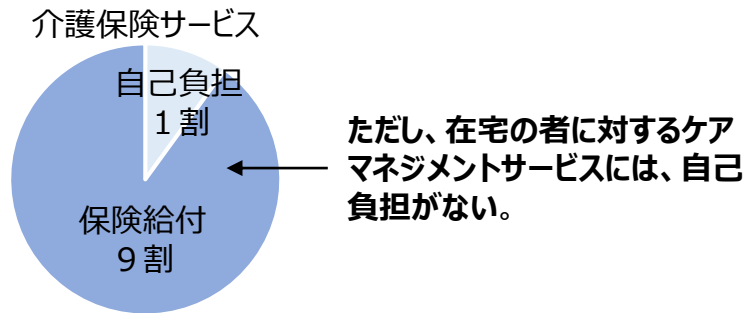 介護保険サービス
自己負担
１割
ただし、在宅の者に対するケア
マネジメントサービスには、自己
負担がない。
保険給付
９割